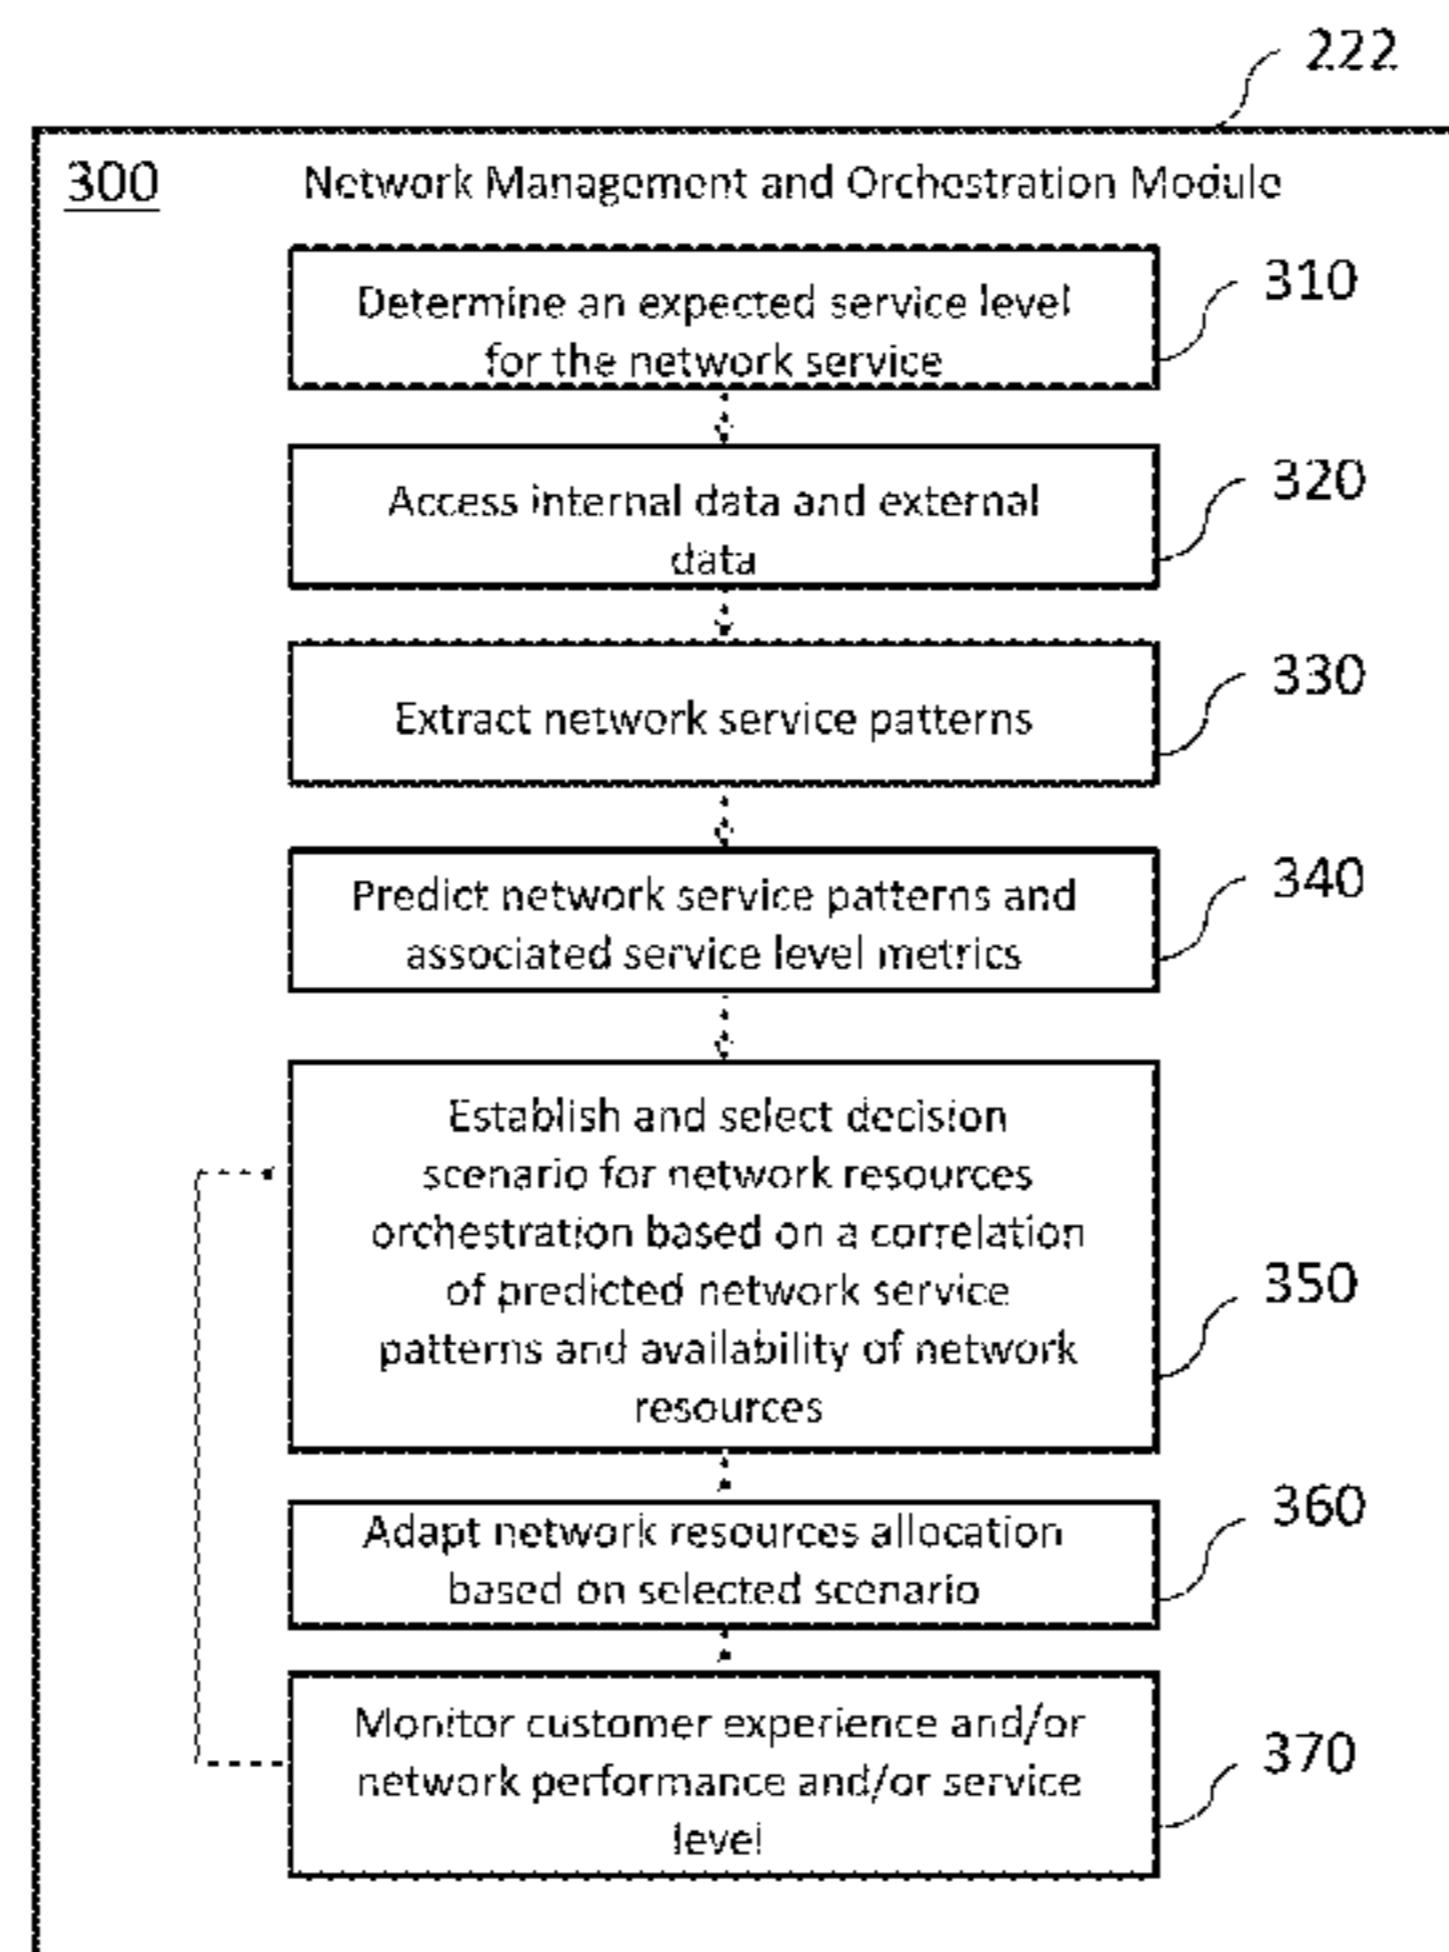 222
300 Network Management and Orchestration Module
Determine an expected service level
for the network service
310
Access internal data and external
data
320
Extract network service patterns
330
Predict network service patterns and
associated service level metrics
340
Establish and select decision
scenario for network resources
orchestration based on a correlation
of predicted network service
patterns and availability of network
resources
350
Adapt network resources allocation
based on selected scenario
360
Monitor customer experience and/or
network performance and/or service
level
370